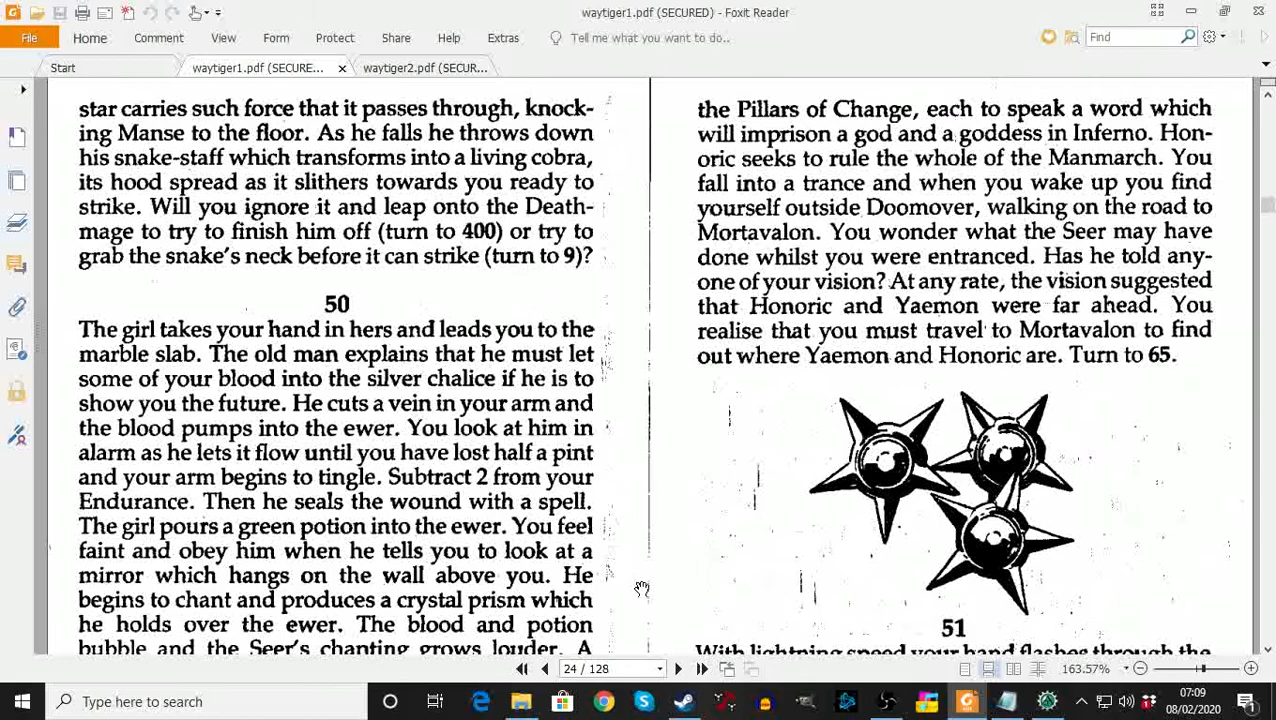 waytiger1.pdf (SECURED) - Foxit Reader
File Home Comment View Form Protect Share Help Extras Tell me what you want to do.. Find
Start waytiger1.pdf (SECURE... waytiger2.pdf (SECUR...
star carries such force that it passes through, knock-
ing Manse to the floor. As he falls he throws down
his snake-staff which transforms into a living cobra,
its hood spread as it slithers towards you ready to
strike. Will you ignore it and leap onto the Death-
mage to try to finish him off (turn to 400) or try to
grab the snake's neck before it can strike (turn to 9)?
50
The girl takes your hand in hers and leads you to the
marble slab. The old man explains that he must let
some of your blood into the silver chalice if he is to
show you the future. He cuts a vein in your arm and
the blood pumps into the ewer. You look at him in
alarm as he lets it flow until you have lost half a pint
and your arm begins to tingle. Subtract 2 from your
Endurance. Then he seals the wound with a spell.
The girl pours a green potion into the ewer. You feel
faint and obey him when he tells you to look at a
mirror which hangs on the wall above you. He
begins to chant and produces a crystal prism which
he holds over the ewer. The blood and potion
bubble and the Seer's chanting grows louder. A
the Pillars of Change, each to speak a word which
will imprison a god and a goddess in Inferno. Hon-
oric seeks to rule the whole of the Manmarch. You
fall into a trance and when you wake up you find
yourself outside Doomover, walking on the road to
Mortavalon. You wonder what the Seer may have
done whilst you were entranced. Has he told any-
one of your vision? At any rate, the vision suggested
that Honoric and Yaemon were far ahead. You
realise that you must travel to Mortavalon to find
out where Yaemon and Honoric are. Turn to 65.
51
With lightning speed your hand flashes through the
24 / 128
163.57%
Type here to search
07:09
08/02/2020
1